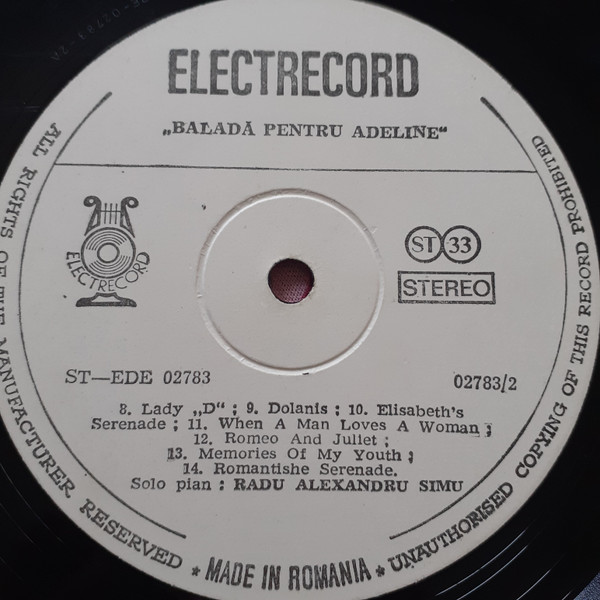 ELECTRECORD
„BALADĂ PENTRU ADELINE“
ELECTRECORD
ST 33
STEREO
ST—EDE 02783
02783/2
8. Lady „D“ ; 9. Dolanis ; 10. Elisabeth's
Serenade ; 11. When A Man Loves A Woman ;
12. Romeo And Juliet ;
13. Memories Of My Youth ;
14. Romantishe Serenade.
Solo pian : RADU ALEXANDRU SIMU
ALL RIGHTS OF THE MANUFACTURER RESERVED ★ MADE IN ROMANIA ★ UNAUTHORISED COPYING OF THIS RECORD PROHIBITED